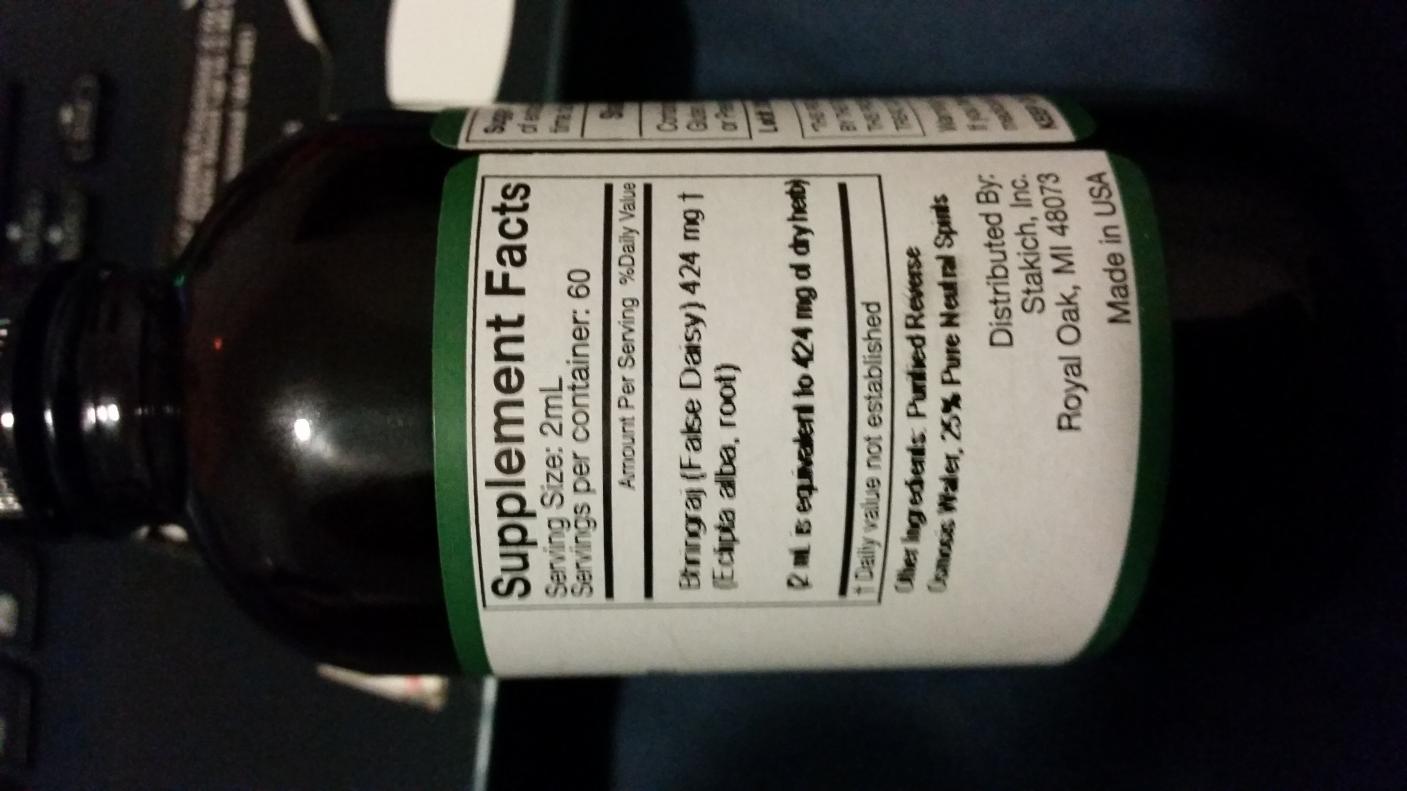 Supplement Facts
Serving Size: 2mL
Servings per container: 60
Amount Per Serving %Daily Value
Bhringraj (False Daisy) 424 mg †
(Eclipta alba, root)
(2 mL is equivalent to 424 mg of dry herb)
† Daily value not established
Other Ingredients: Purified Reverse
Osmosis Water, 25% Pure Neutral Spirits
Distributed By:
Stakich, Inc.
Royal Oak, MI 48073
Made in USA